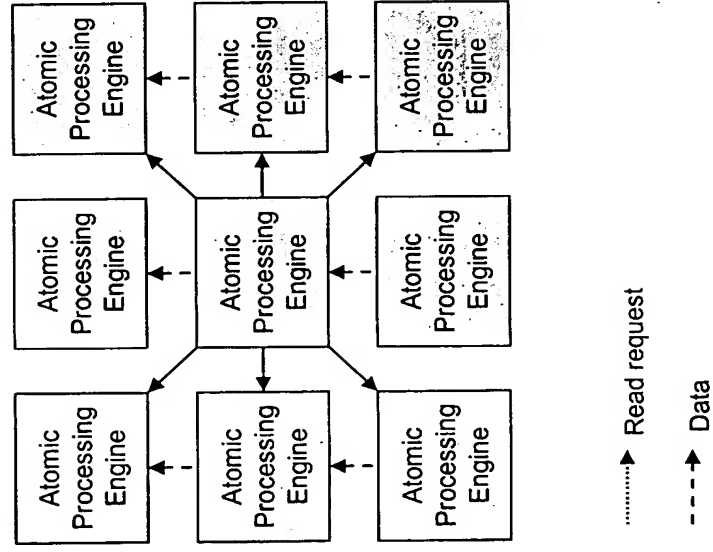 Atomic
Processing
Engine
Atomic
Processing
Engine
Atomic
Processing
Engine
Atomic
Processing
Engine
Atomic
Processing
Engine
Atomic
Processing
Engine
Atomic
Processing
Engine
Atomic
Processing
Engine
Atomic
Processing
Engine
Read request
Data